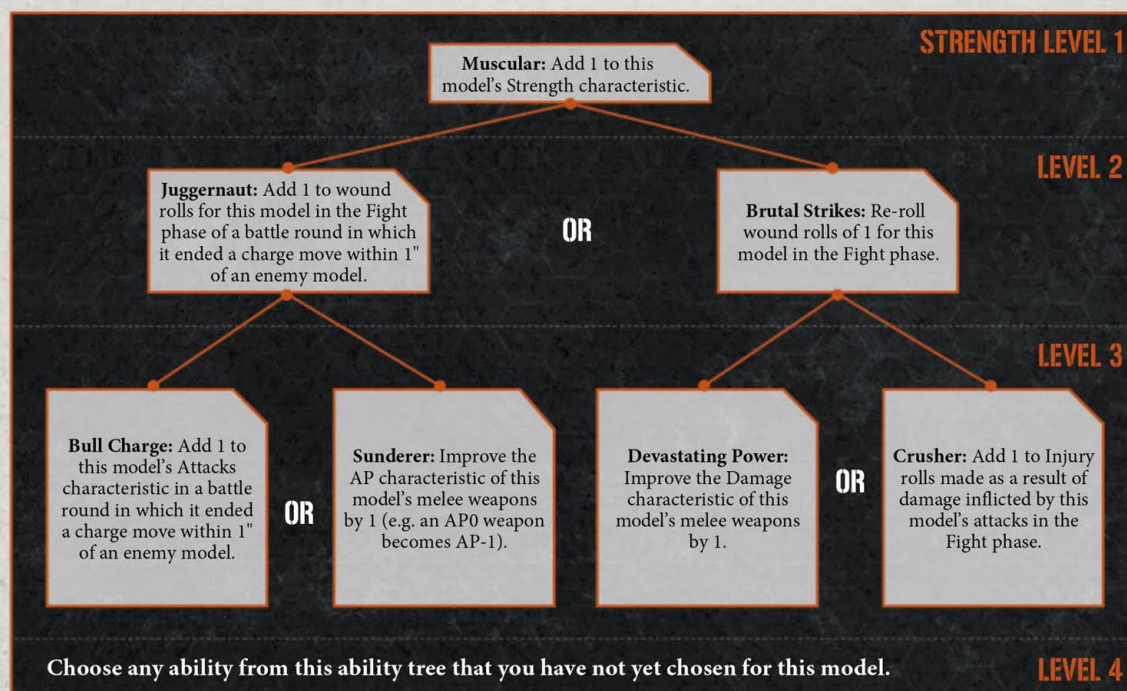 STRENGTH LEVEL 1
Muscular: Add 1 to this
model's Strength characteristic.
LEVEL 2
Juggernaut: Add 1 to wound
rolls for this model in the Fight
phase of a battle round in which
it ended a charge move within 1"
of an enemy model.
OR
Brutal Strikes: Re-roll
wound rolls of 1 for this
model in the Fight phase.
LEVEL 3
Bull Charge: Add 1 to
this model's Attacks
characteristic in a battle
round in which it ended
a charge move within 1"
of an enemy model.
OR
Sunderer: Improve the
AP characteristic of this
model's melee weapons
by 1 (e.g. an AP0 weapon
becomes AP-1).
Devastating Power:
Improve the Damage
characteristic of this
model's melee weapons
by 1.
OR
Crusher: Add 1 to Injury
rolls made as a result of
damage inflicted by this
model's attacks in the
Fight phase.
Choose any ability from this ability tree that you have not yet chosen for this model.
LEVEL 4